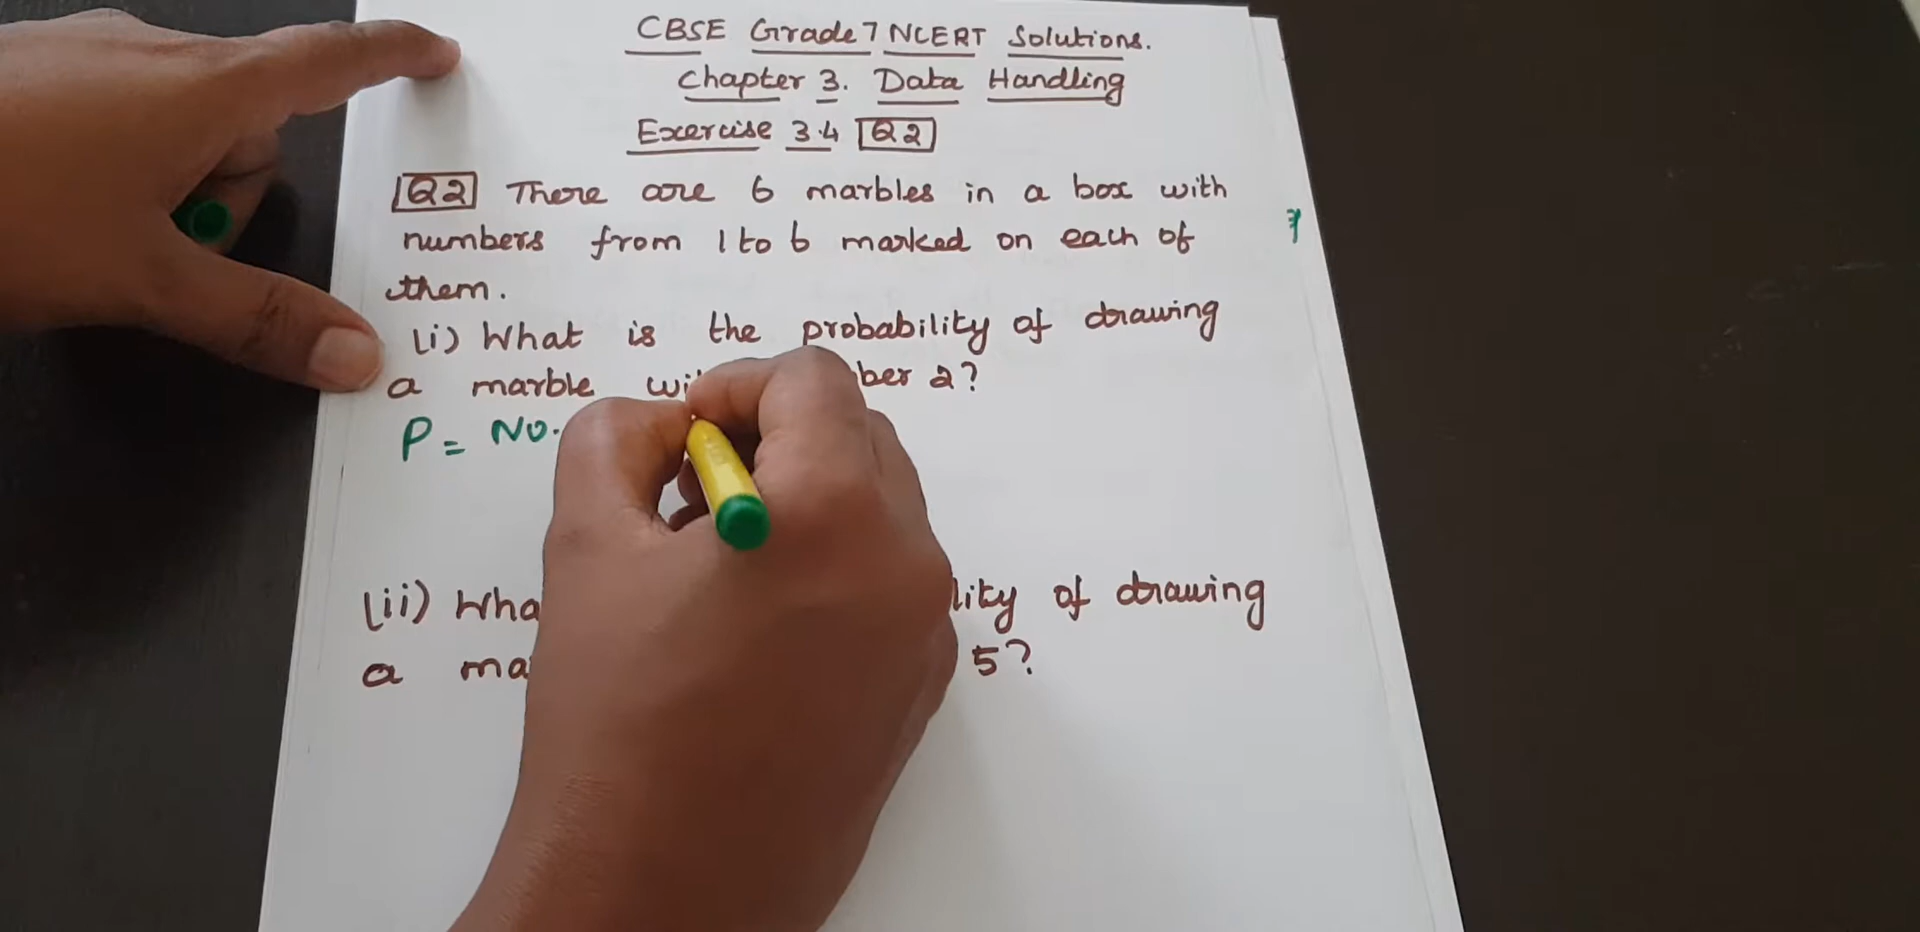 CBSE Grade 7 NCERT Solutions.
Chapter 3. Data Handling
Exercise 3.4 Q2
Q2 There are 6 marbles in a box with
numbers from 1 to 6 marked on each of
them.
(i) What is the probability of drawing
a marble wi ber 2?
P = No.
(ii) Wha lity of drawing
a ma 5?